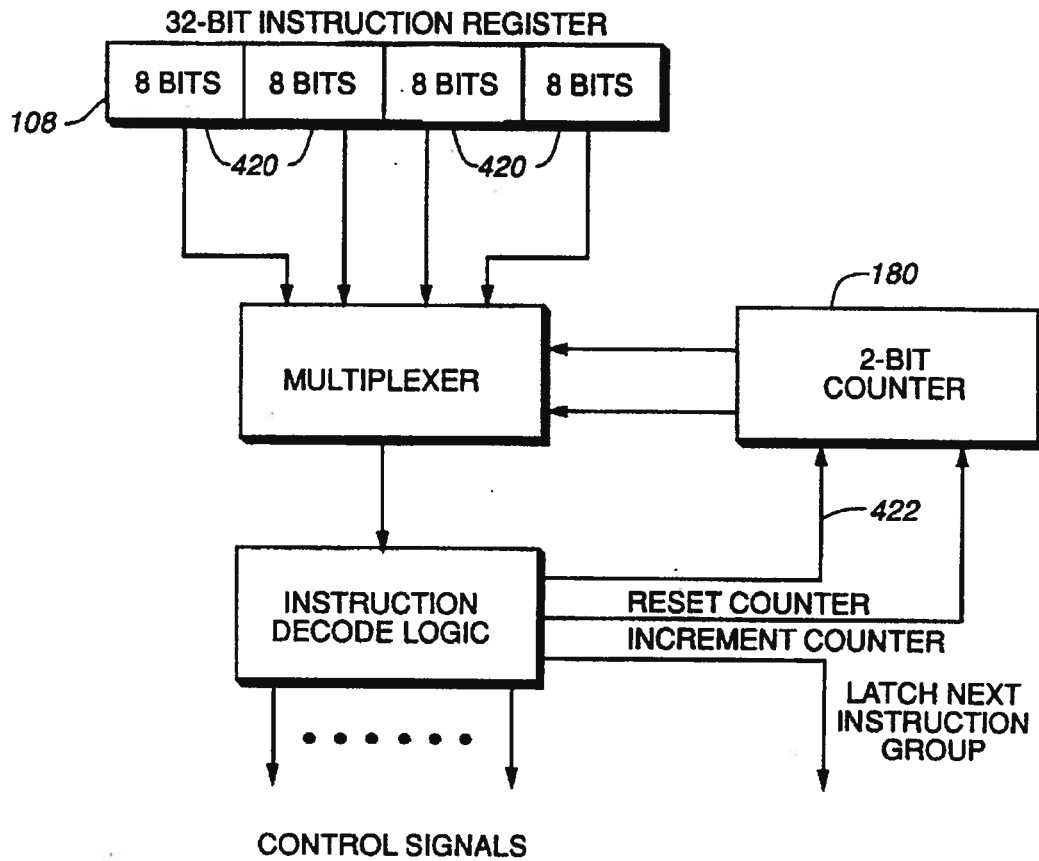 32-BIT INSTRUCTION REGISTER
8 BITS 8 BITS 8 BITS 8 BITS
108
420 420
180
MULTIPLEXER
2-BIT
COUNTER
422
INSTRUCTION
DECODE LOGIC
RESET COUNTER
INCREMENT COUNTER
LATCH NEXT
INSTRUCTION
GROUP
CONTROL SIGNALS